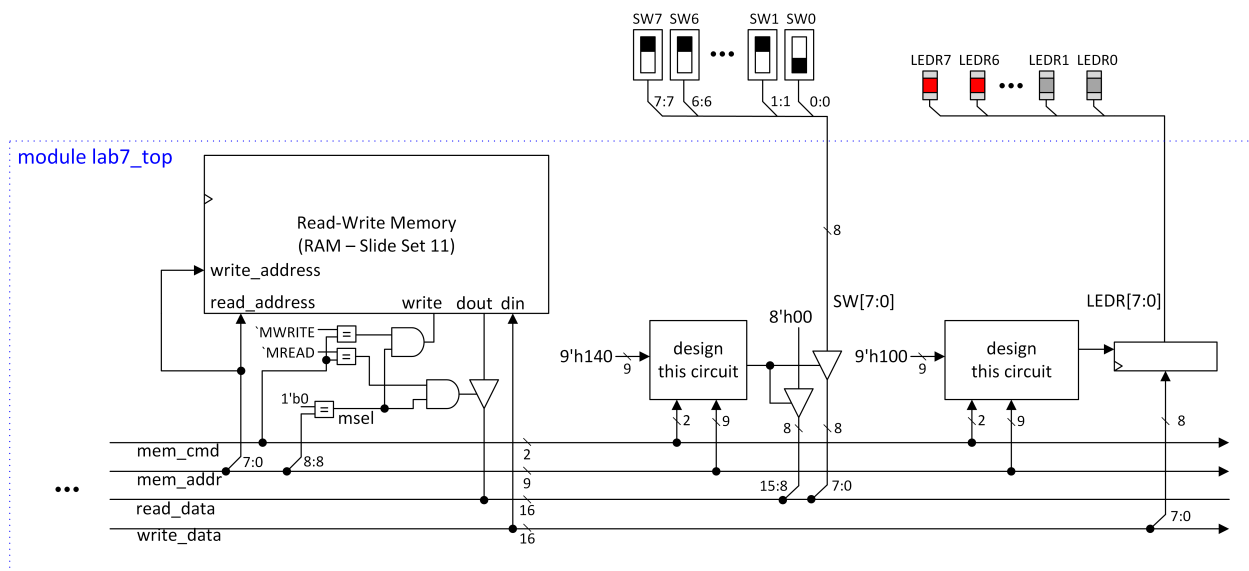 SW7 SW6 ••• SW1 SW0
LEDR7 LEDR6 ••• LEDR1 LEDR0
7:7 6:6 1:1 0:0
module lab7_top
Read-Write Memory
(RAM – Slide Set 11)
write_address
read_address write dout din
8
SW[7:0]
LEDR[7:0]
8'h00
`MWRITE =
`MREAD =
1'b0 =
msel
9'h140
9
design
this circuit
9'h100
9
design
this circuit
2 9 8 8 2 9 8
mem_cmd
2
7:0 8:8
mem_addr
9
•••
15:8 7:0
read_data
16
7:0
write_data
16